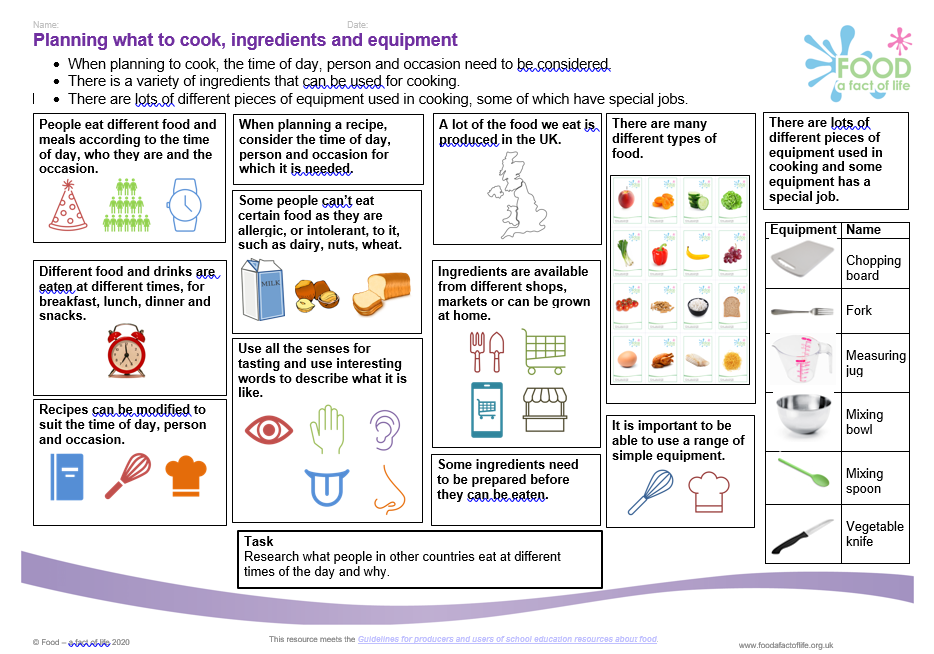 Name:
Date:
Planning what to cook, ingredients and equipment
• When planning to cook, the time of day, person and occasion need to be considered.
• There is a variety of ingredients that can be used for cooking.
• There are lots of different pieces of equipment used in cooking, some of which have special jobs.
FOOD
a fact of life
People eat different food and
meals according to the time
of day, who they are and the
occasion.
Different food and drinks are
eaten at different times, for
breakfast, lunch, dinner and
snacks.
Recipes can be modified to
suit the time of day, person
and occasion.
When planning a recipe,
consider the time of day,
person and occasion for
which it is needed.
Some people can't eat
certain food as they are
allergic, or intolerant, to it,
such as dairy, nuts, wheat.
MILK
Use all the senses for
tasting and use interesting
words to describe what it is
like.
A lot of the food we eat is
produced in the UK.
Ingredients are available
from different shops,
markets or can be grown
at home.
Some ingredients need
to be prepared before
they can be eaten.
There are many
different types of
food.
It is important to be
able to use a range of
simple equipment.
There are lots of
different pieces of
equipment used in
cooking and some
equipment has a
special job.
Equipment Name
Chopping
board
Fork
Measuring
jug
Mixing
bowl
Mixing
spoon
Vegetable
knife
Task
Research what people in other countries eat at different
times of the day and why.
© Food – a fact of life 2020
This resource meets the Guidelines for producers and users of school education resources about food
www.foodafactoflife.org.uk